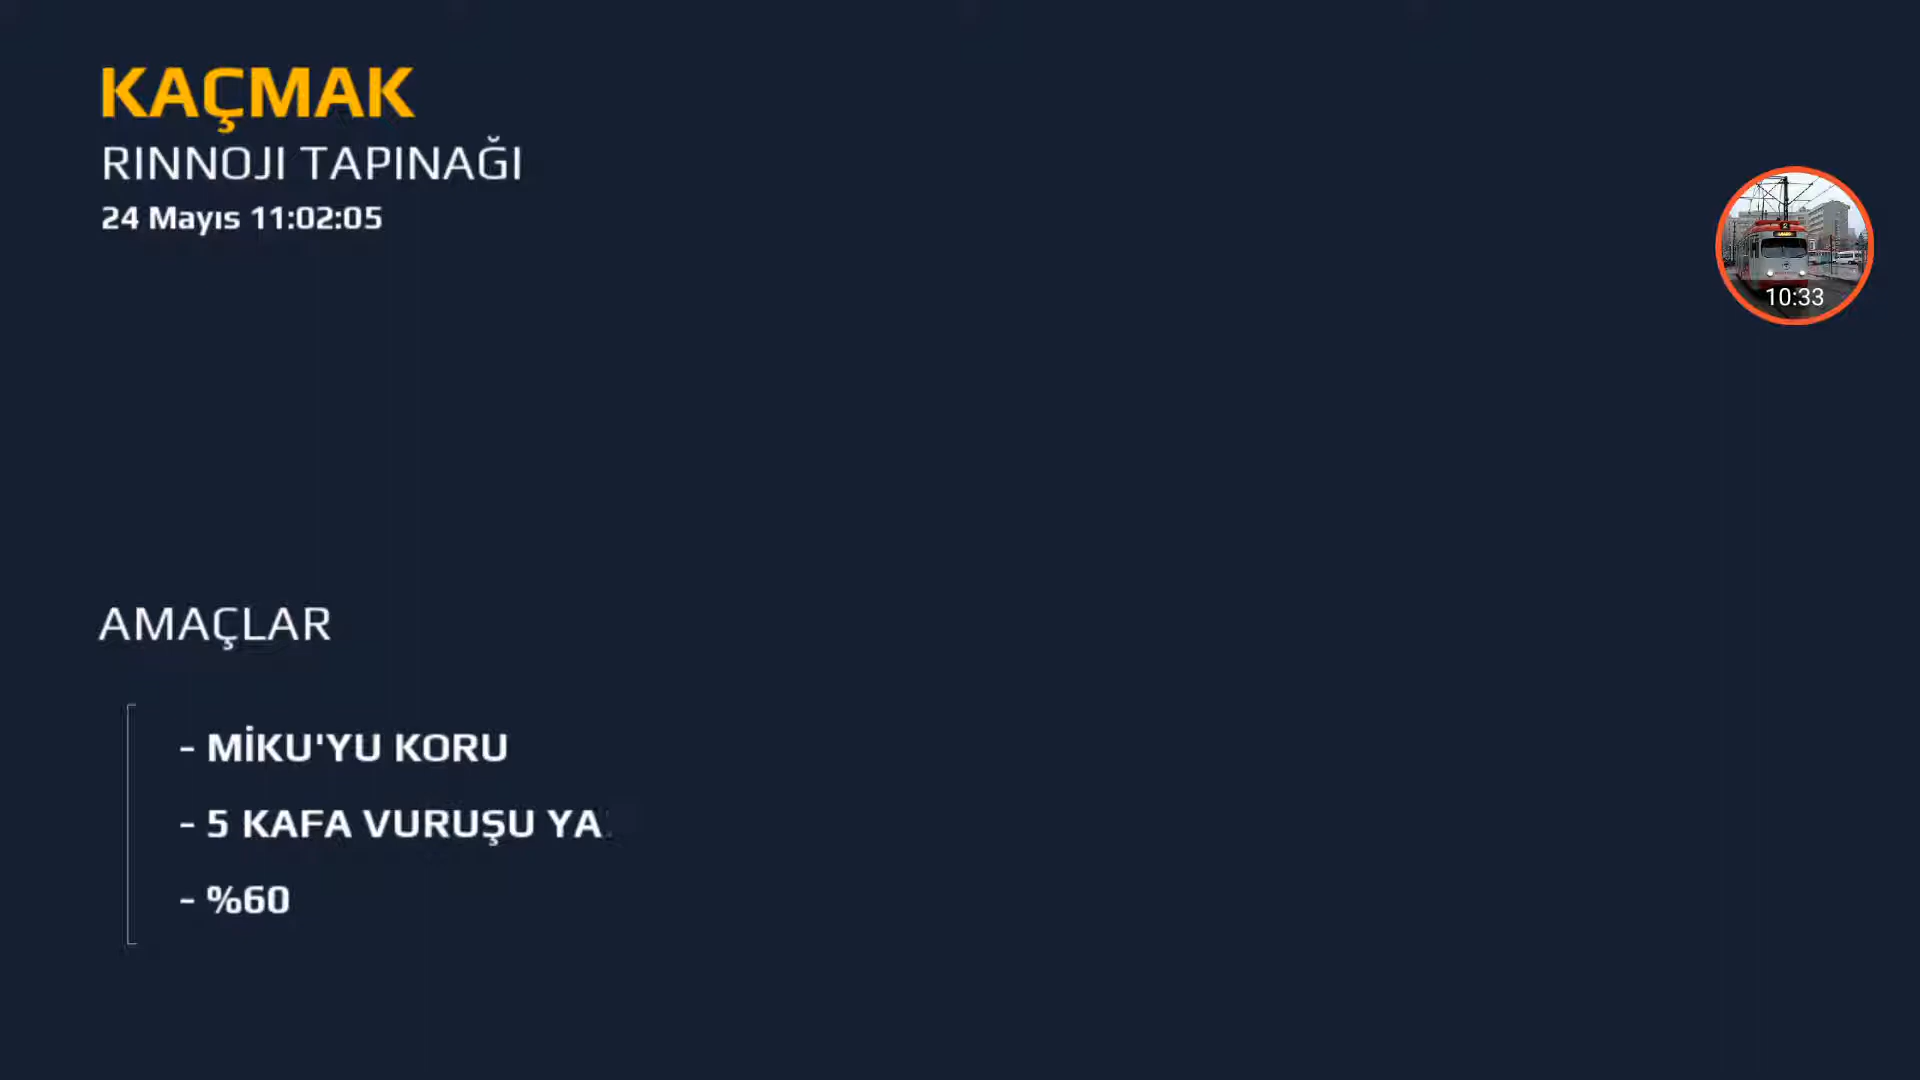 KAÇMAK
RINNOJI TAPINAĞI
24 Mayıs 11:02:05
10:33
AMAÇLAR
- MİKU'YU KORU
- 5 KAFA VURUŞU YA
- %60